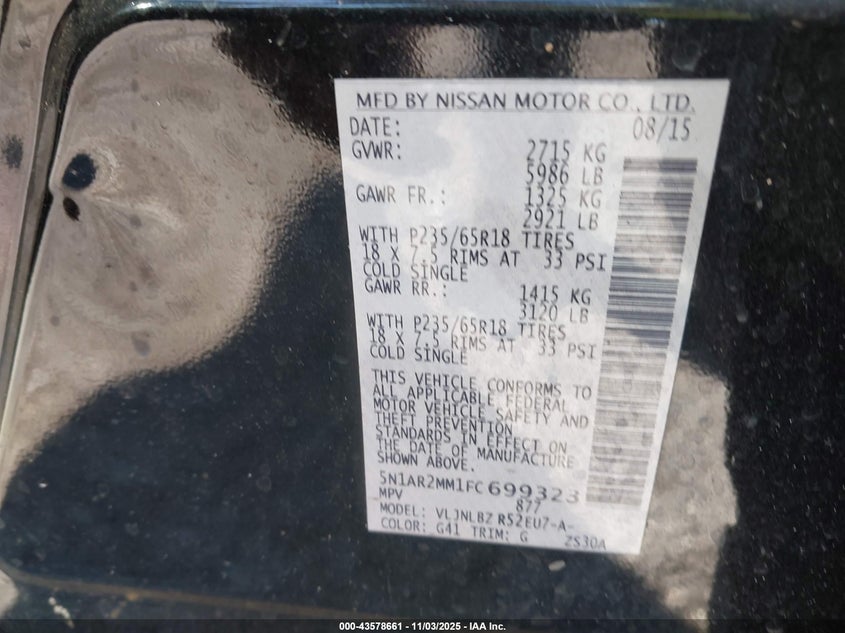 MFD BY NISSAN MOTOR CO., LTD.
DATE: 08/15
GVWR: 2715 KG
5986 LB
GAWR FR.: 1325 KG
2921 LB
WITH P235/65R18 TIRES
18 X 7.5 RIMS AT 33 PSI
COLD SINGLE
GAWR RR.: 1415 KG
3120 LB
WITH P235/65R18 TIRES
18 X 7.5 RIMS AT 33 PSI
COLD SINGLE
THIS VEHICLE CONFORMS TO
ALL APPLICABLE FEDERAL
MOTOR VEHICLE SAFETY AND
THEFT PREVENTION
STANDARDS IN EFFECT ON
THE DATE OF MANUFACTURE
SHOWN ABOVE.
5N1AR2MM1FC699323
MPV 877
MODEL: VLJNLBZ R52EU7-A-
COLOR: G41 TRIM: G ZS30A
000-43578661 - 11/03/2025 - IAA Inc.